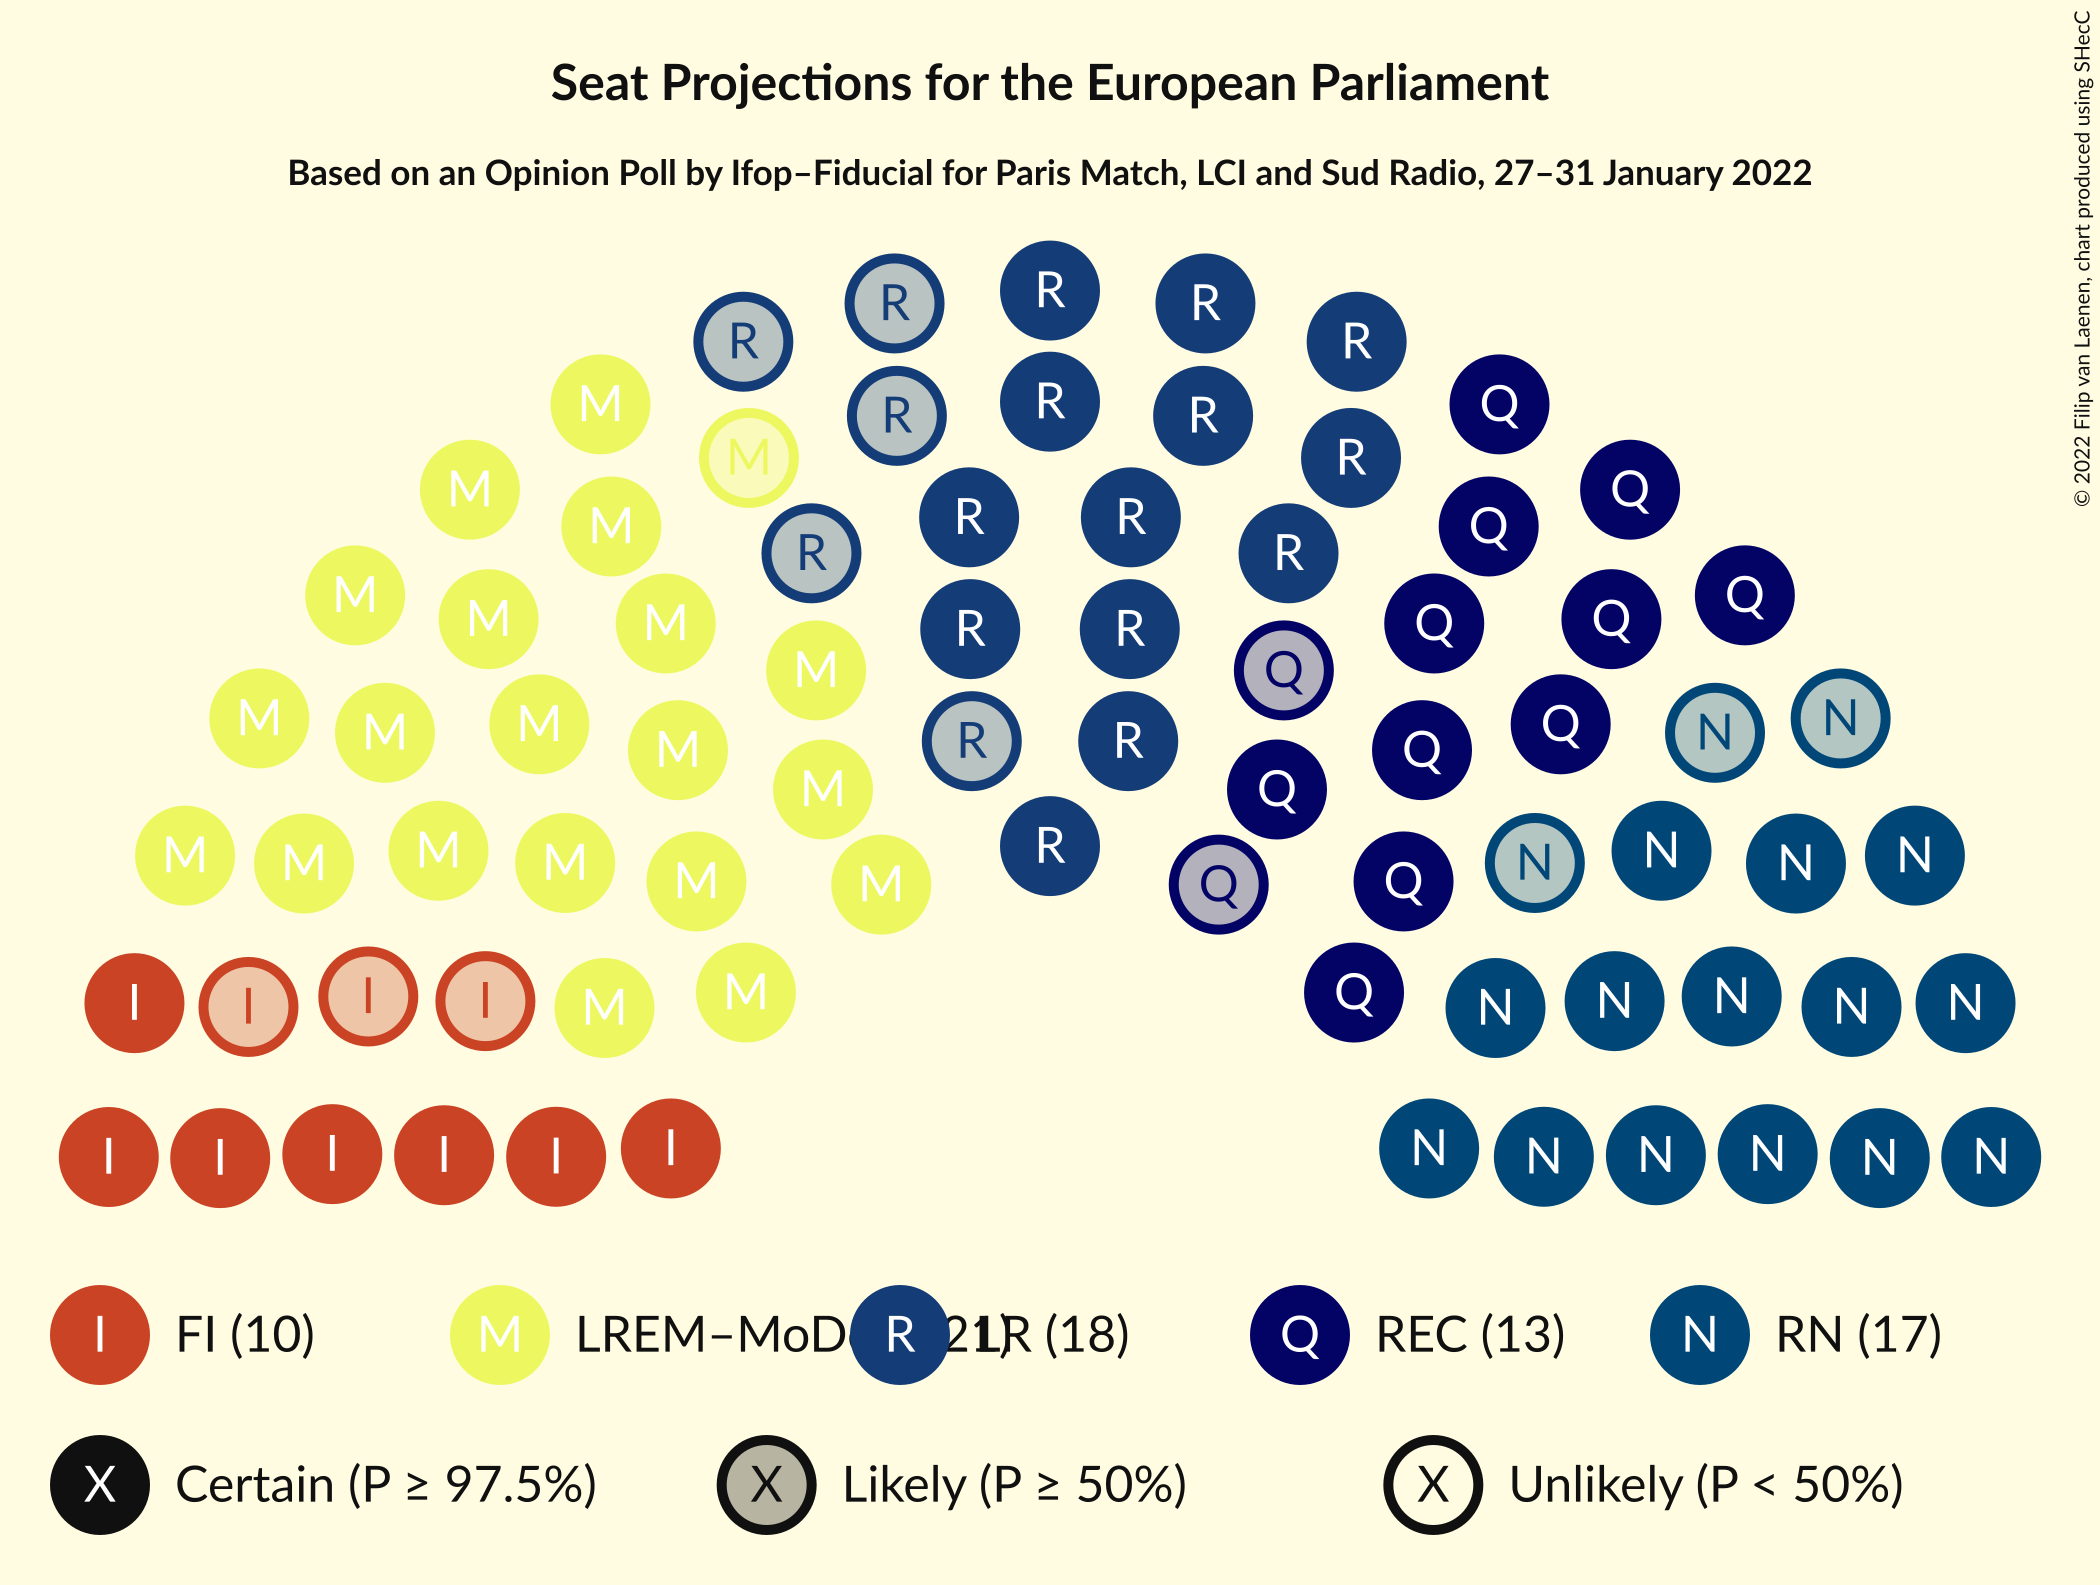 Seat Projections for the European Parliament
Based on an Opinion Poll by Ifop–Fiducial for Paris Match, LCI and Sud Radio, 27–31 January 2022
© 2022 Filip van Laenen, chart produced using SHecC
R R R R R
M M Q Q
R M R R R R
M M Q Q
R R R R
M M M Q Q Q
M R R Q
M M M M Q Q N N
M R R Q
M M M M M M R Q Q N N N N
I I I I M M Q N N N N N
I I I I I I N N N N N N
I FI (10) M LREM–MoD R 21) LR (18) Q REC (13) N RN (17)
X Certain (P ≥ 97.5%) X Likely (P ≥ 50%) X Unlikely (P < 50%)